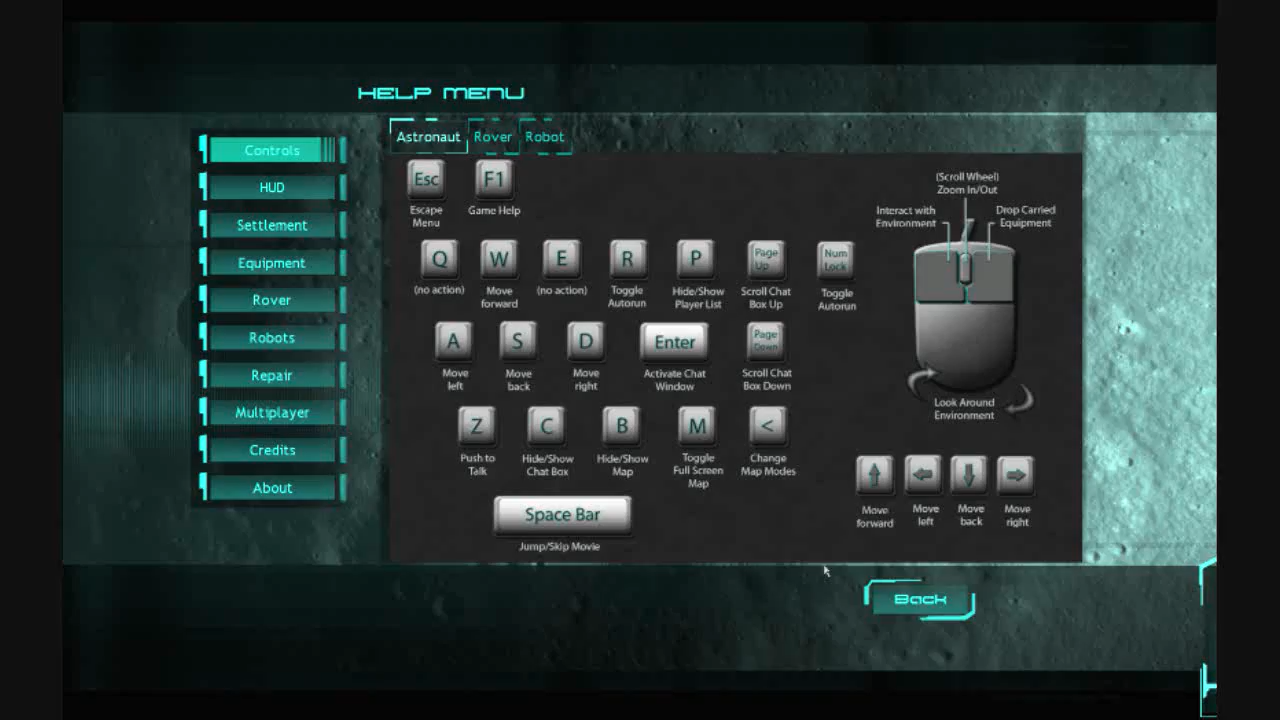 HELP MENU
Astronaut Rover Robot
Controls
HUD
Settlement
Equipment
Rover
Robots
Repair
Multiplayer
Credits
About
Esc
Escape
Menu
F1
Game Help
Q
(no action)
W
Move
forward
E
(no action)
R
Toggle
Autorun
P
Hide/Show
Player List
Page
Up
Scroll Chat
Box Up
Num
Lock
Toggle
Autorun
A
Move
left
S
Move
back
D
Move
right
Enter
Activate Chat
Window
Page
Down
Scroll Chat
Box Down
Z
Push to
Talk
C
Hide/Show
Chat Box
B
Hide/Show
Map
M
Toggle
Full Screen
Map
<
Change
Map Modes
Space Bar
Jump/Skip Movie
(Scroll Wheel)
Zoom In/Out
Interact with
Environment
Drop Carried
Equipment
Look Around
Environment
Move
forward
Move
left
Move
back
Move
right
Back